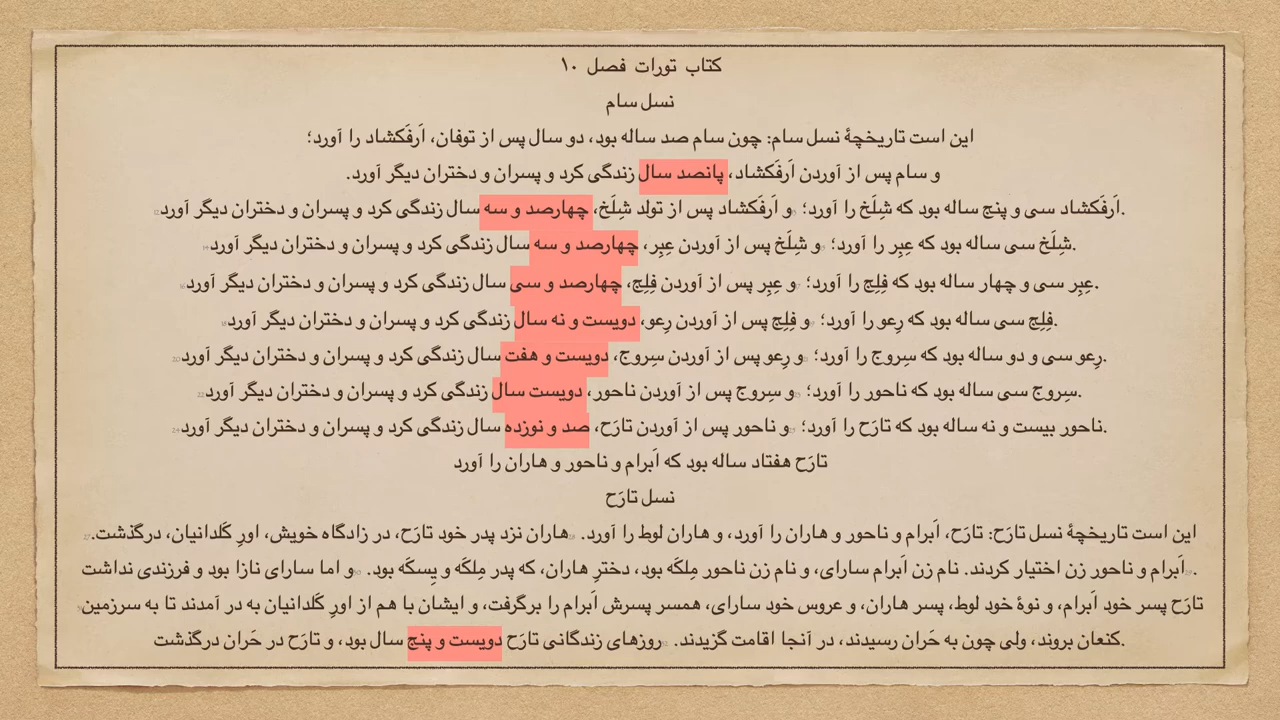 کتاب تورات فصل ۱۰
نسل سام
این است تاریخچهٔ نسل سام: چون سام صد ساله بود، دو سال پس از توفان، اَرفَکشاد را آورد؛
و سام پس از آوردن اَرفَکشاد، پانصد سال زندگی کرد و پسران و دختران دیگر آورد.
اَرفَکشاد سی و پنج ساله بود که شِلَخ را آورد؛ و اَرفَکشاد پس از تولد شِلَخ، چهارصد و سه سال زندگی کرد و پسران و دختران دیگر آورد.
شِلَخ سی ساله بود که عِبِر را آورد؛ و شِلَخ پس از آوردن عِبِر، چهارصد و سه سال زندگی کرد و پسران و دختران دیگر آورد.
عِبِر سی و چهار ساله بود که فِلِج را آورد؛ و عِبِر پس از آوردن فِلِج، چهارصد و سی سال زندگی کرد و پسران و دختران دیگر آورد.
فِلِج سی ساله بود که رِعو را آورد؛ و فِلِج پس از آوردن رِعو، دویست و نه سال زندگی کرد و پسران و دختران دیگر آورد.
رِعو سی و دو ساله بود که سِروج را آورد؛ و رِعو پس از آوردن سِروج، دویست و هفت سال زندگی کرد و پسران و دختران دیگر آورد.
سِروج سی ساله بود که ناحور را آورد؛ و سِروج پس از آوردن ناحور، دویست سال زندگی کرد و پسران و دختران دیگر آورد.
ناحور بیست و نه ساله بود که تارَح را آورد؛ و ناحور پس از آوردن تارَح، صد و نوزده سال زندگی کرد و پسران و دختران دیگر آورد.
تارَح هفتاد ساله بود که اَبرام و ناحور و هاران را آورد
نسل تارَح
این است تاریخچهٔ نسل تارَح: تارَح، اَبرام و ناحور و هاران را آورد، و هاران لوط را آورد. هاران نزد پدر خود تارَح، در زادگاه خویش، اورِ کَلدانیان، درگذشت.
اَبرام و ناحور زن اختیار کردند. نام زن اَبرام سارای، و نام زن ناحور مِلکَه بود، دخترِ هاران، که پدر مِلکَه و یِسکَه بود. و اما سارای نازا بود و فرزندی نداشت.
تارَح پسر خود اَبرام، و نوهٔ خود لوط، پسر هاران، و عروس خود سارای، همسر پسرش اَبرام را برگرفت، و ایشان با هم از اورِ کَلدانیان به در آمدند تا به سرزمین
کنعان بروند، ولی چون به حَران رسیدند، در آنجا اقامت گزیدند. روزهای زندگانی تارَح دویست و پنج سال بود، و تارَح در حَران درگذشت.